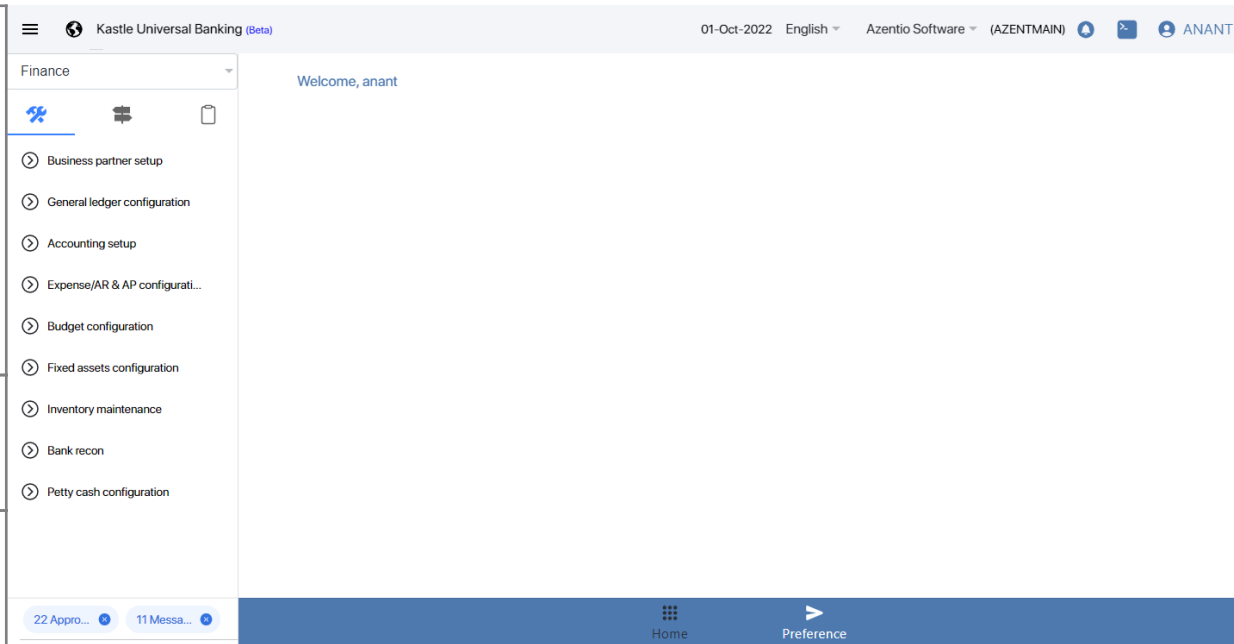 Kastle Universal Banking (Beta)
01-Oct-2022 English Azentio Software (AZENTMAIN) ANANT
Finance
Welcome, anant
Business partner setup
General ledger configuration
Accounting setup
Expense/AR & AP configurati...
Budget configuration
Fixed assets configuration
Inventory maintenance
Bank recon
Petty cash configuration
22 Appro... 11 Messa...
Home Preference